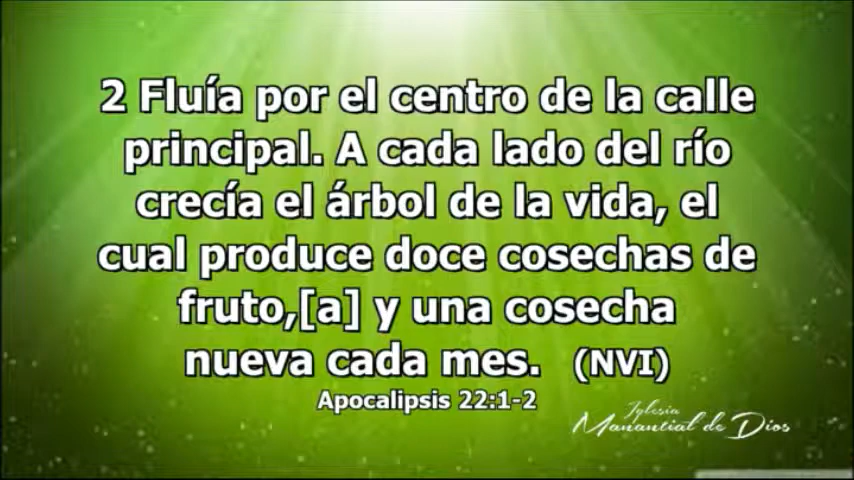 2 Fluía por el centro de la calle
principal. A cada lado del río
crecía el árbol de la vida, el
cual produce doce cosechas de
fruto,[a] y una cosecha
nueva cada mes. (NVI)
Apocalipsis 22:1-2
Iglesia
Manantial de Dios